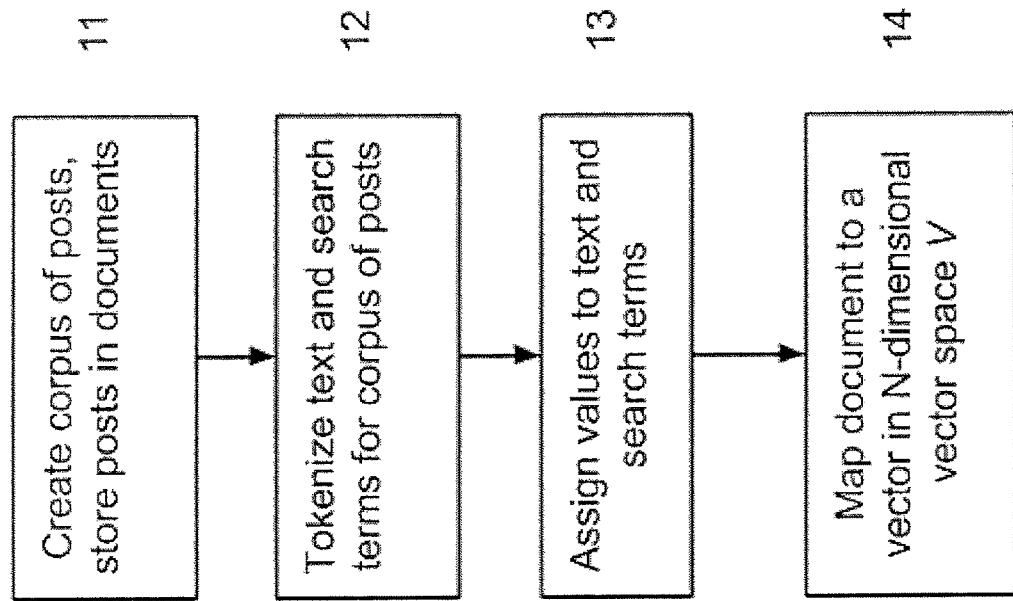 Create corpus of posts,
store posts in documents
11
Tokenize text and search
terms for corpus of posts
12
Assign values to text and
search terms
13
Map document to a
vector in N-dimensional
vector space V
14